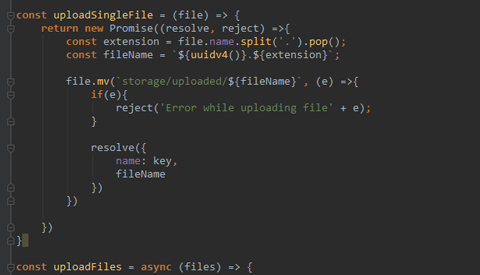 const uploadSingleFile = (file) => {
return new Promise((resolve, reject) =>{
const extension = file.name.split('.').pop();
const fileName = `${uuidv4()}.${extension}`;
file.mv(`storage/uploaded/${fileName}`, (e) =>{
if(e){
reject('Error while uploading file' + e);
}
resolve({
name: key,
fileName
})
})
})
}
const uploadFiles = async (files) => {